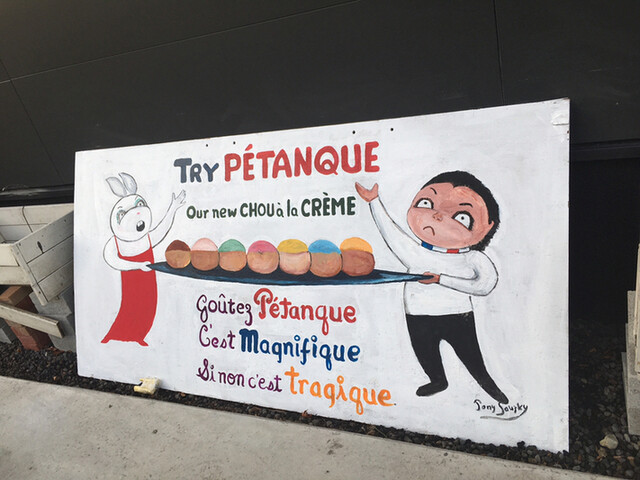 TRY PÉTANQUE
OUR NEW CHOU à la CRÈME
Goûtez Pétanque
C'est Magnifique
Si non c'est tragique.